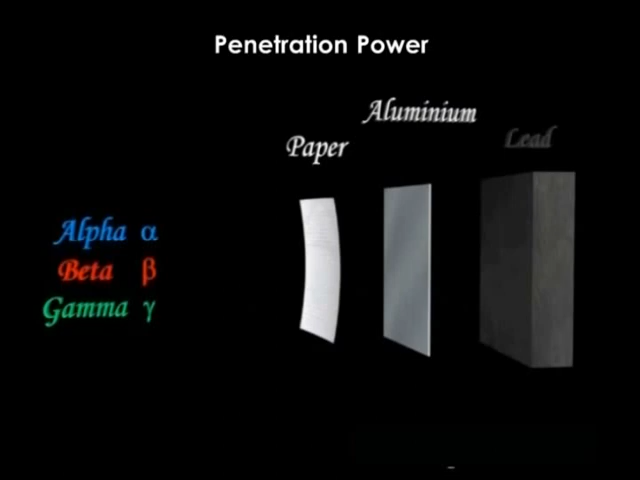 Penetration Power
Aluminium
Paper
Lead
Alpha α
Beta β
Gamma γ